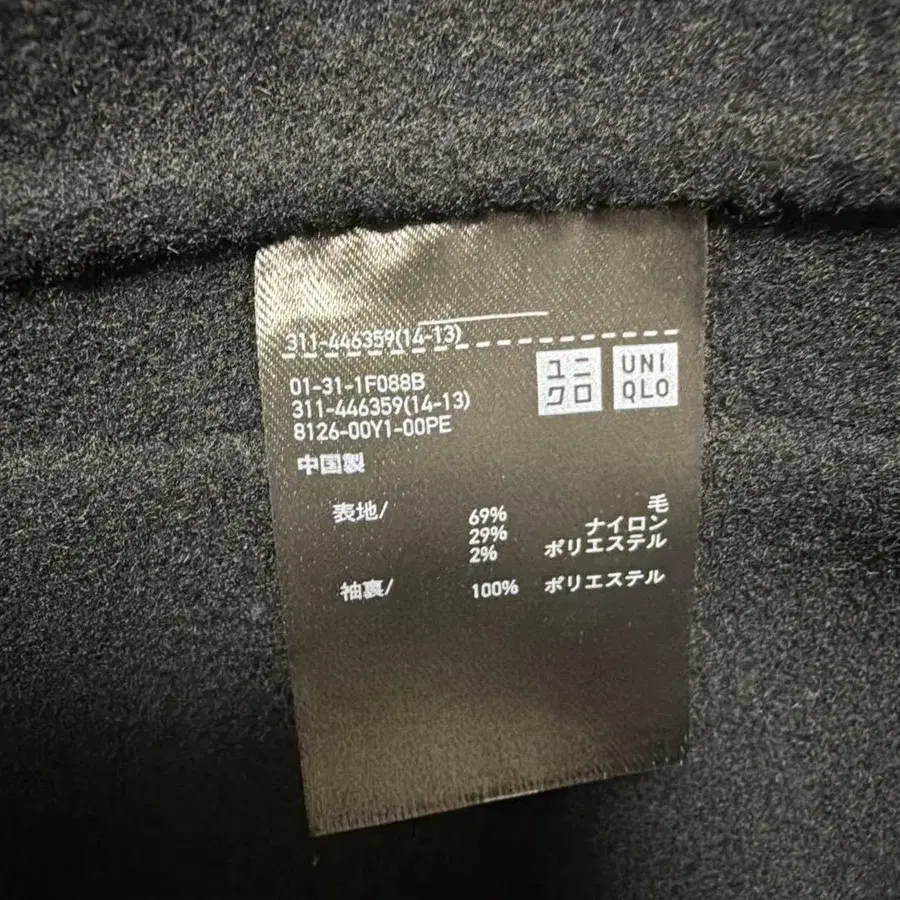 311-446359(14-13)
ユニ
クロ
UNI
QLO
01-31-1F088B
311-446359(14-13)
8126-00Y1-00PE
中国製
表地/ 69% 毛
29% ナイロン
2% ポリエステル
袖裏/ 100% ポリエステル